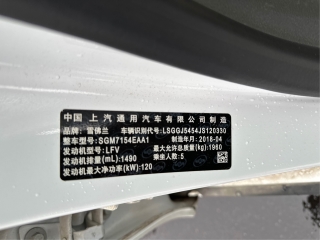 中国 上汽通用汽车有限公司 制造
品牌:雪佛兰 车辆识别代号:LSGGJ5454JS120330
整车型号:SGM7154EAA1 制造年月:2018-04
发动机型号:LFV 最大允许总质量(kg):1980
发动机排量(mL):1490 乘坐人数:5
发动机最大净功率(kW):120